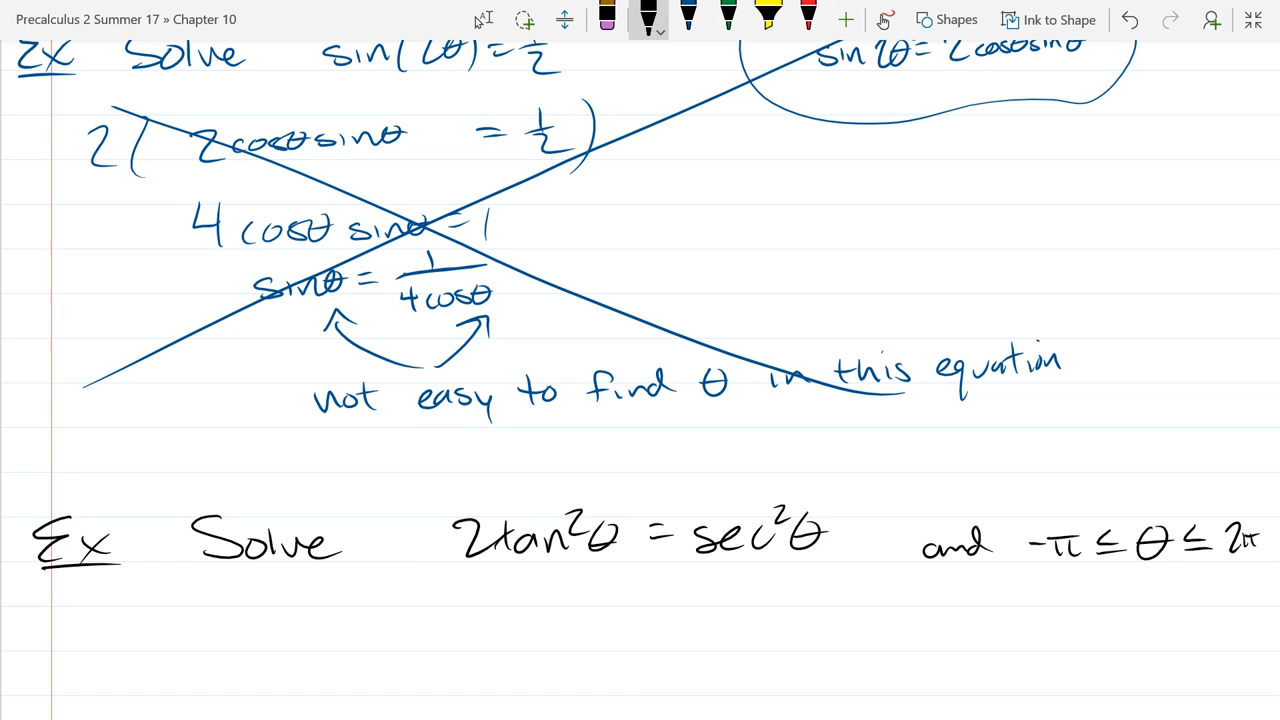 Precalculus 2 Summer 17 » Chapter 10
Shapes
Ink to Shape
Ex Solve sin(2θ) = 1/2
sin 2θ = 2cosθsinθ
2( 2cosθsinθ = 1/2 )
4 cosθ sinθ = 1
sinθ = 1/4cosθ
not easy to find θ in this equation
Ex Solve 2tan²θ = sec²θ and -π ≤ θ ≤ 2π